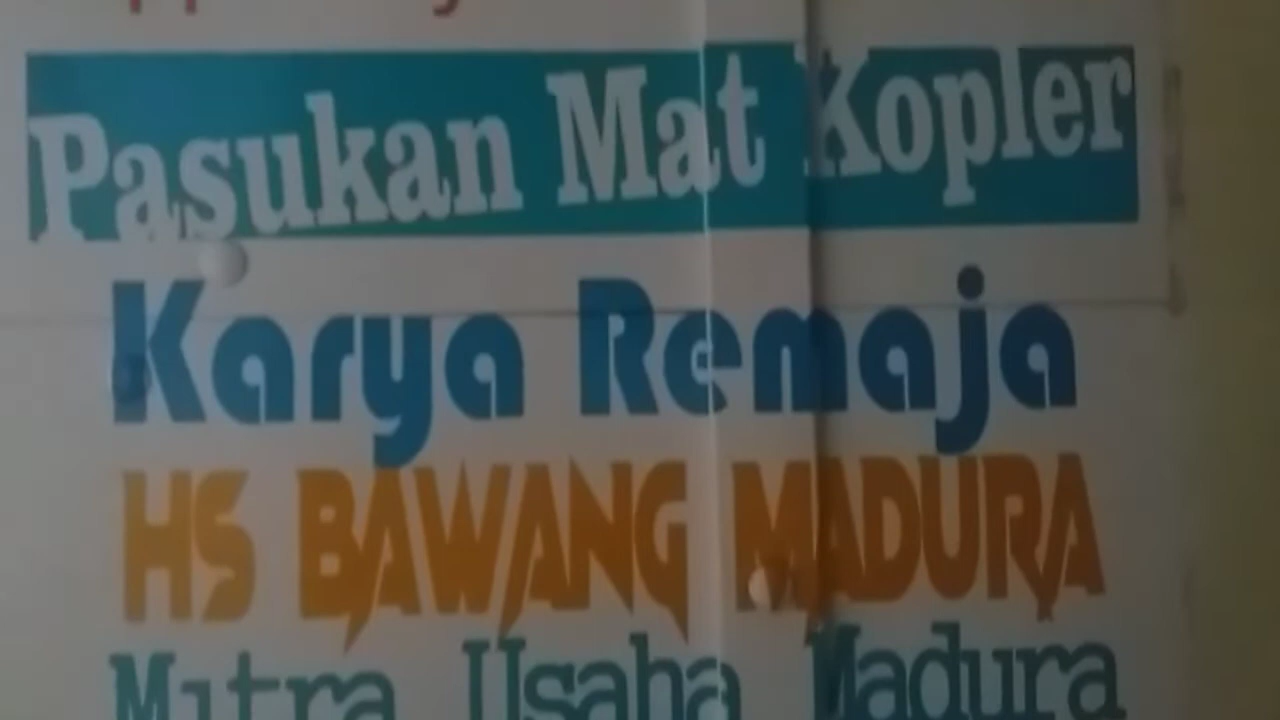 Pasukan Mat Kopler
Karya Remaja
HS BAWANG MADURA
Mitra Usaha Madura